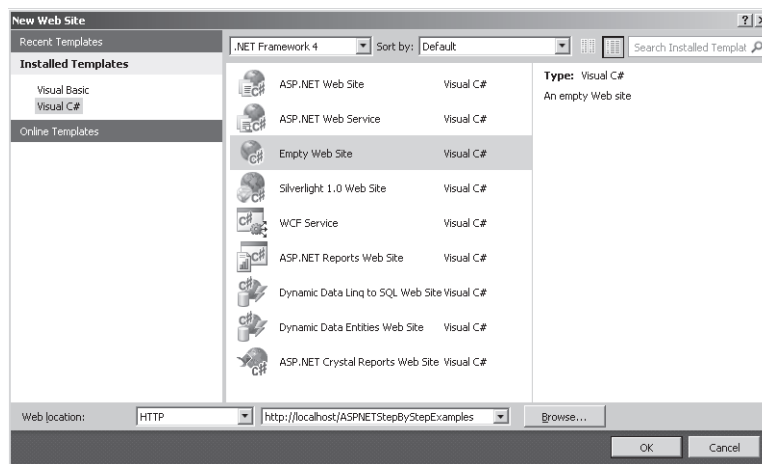 New Web Site
Recent Templates
Installed Templates
Visual Basic
Visual C#
Online Templates
.NET Framework 4
Sort by: Default
Search Installed Templat
ASP.NET Web Site Visual C#
ASP.NET Web Service Visual C#
Empty Web Site Visual C#
Silverlight 1.0 Web Site Visual C#
WCF Service Visual C#
ASP.NET Reports Web Site Visual C#
Dynamic Data Linq to SQL Web Site Visual C#
Dynamic Data Entities Web Site Visual C#
ASP.NET Crystal Reports Web Site Visual C#
Type: Visual C#
An empty Web site
Web location: HTTP http://localhost/ASPNETStepByStepExamples Browse...
OK Cancel